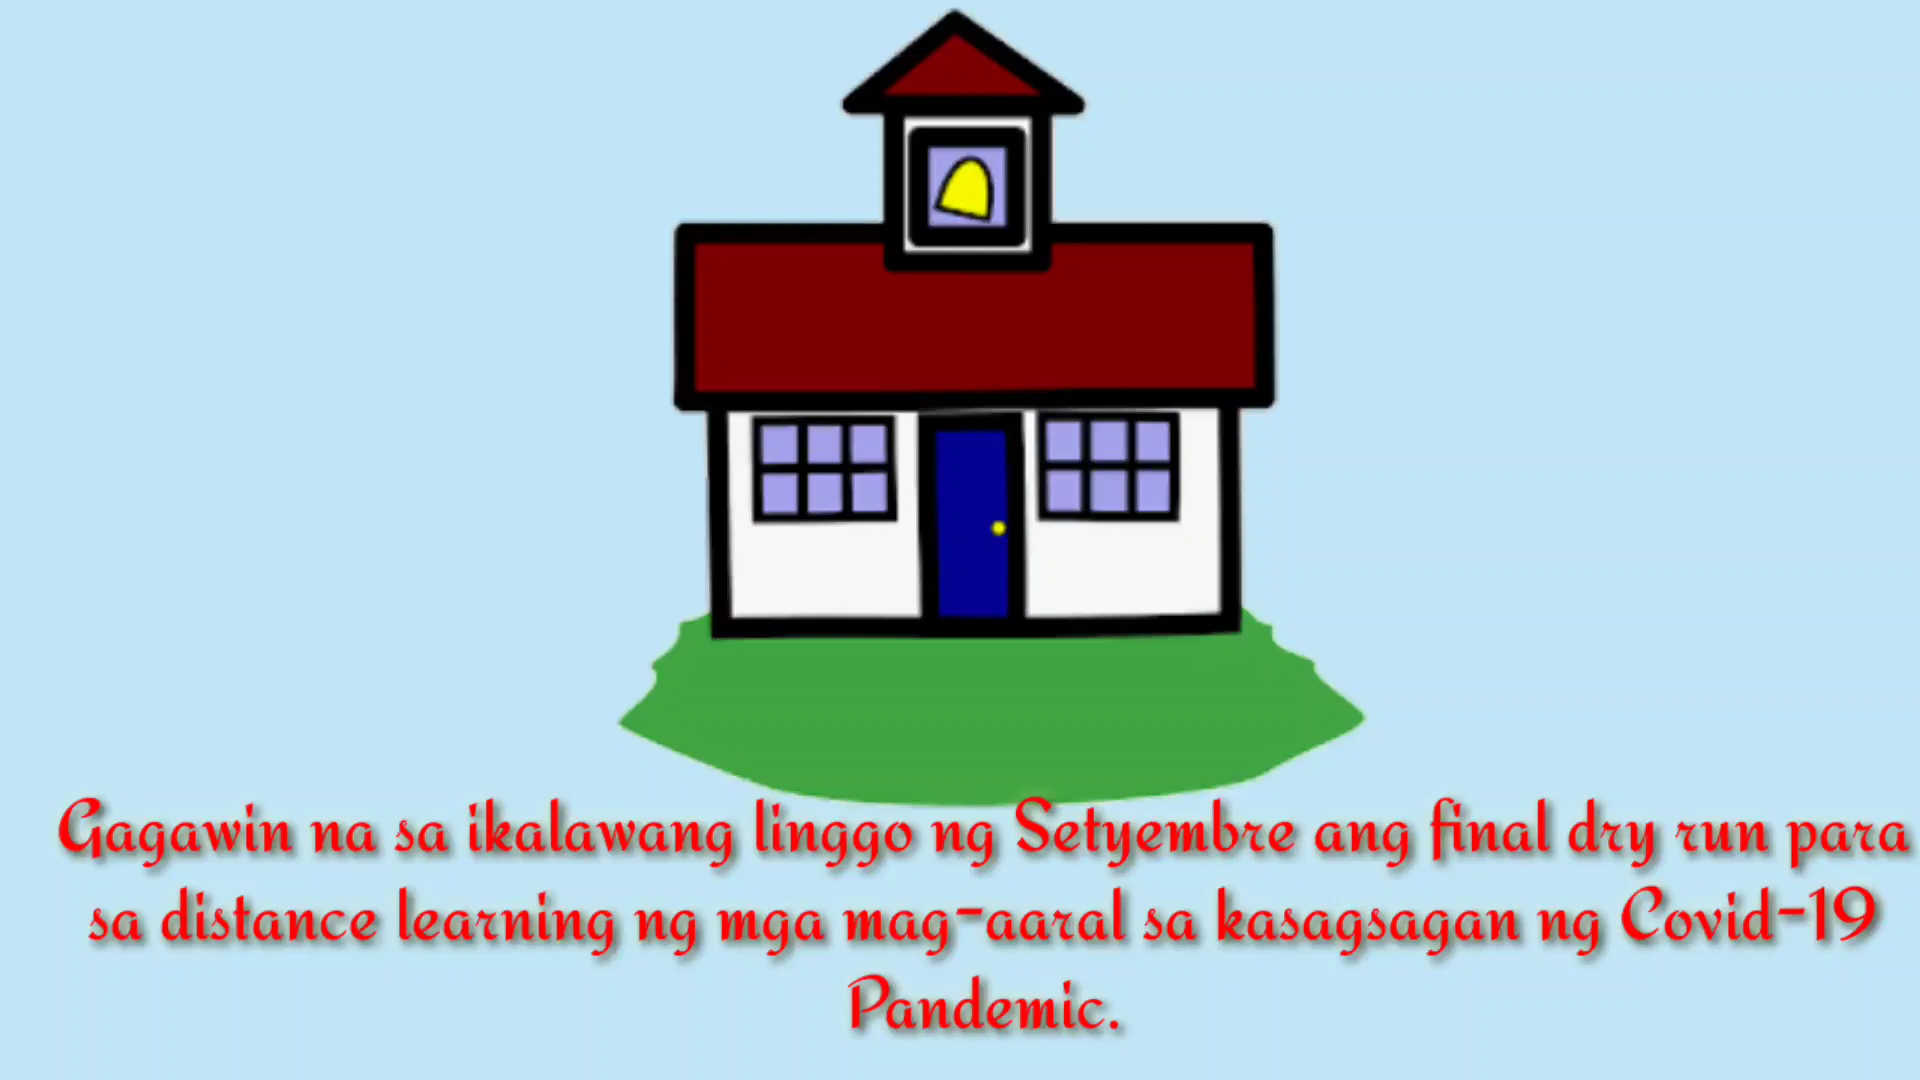 Gagawin na sa ikalawang linggo ng Setyembre ang final dry run para
sa distance learning ng mga mag-aaral sa kasagsagan ng Covid-19
Pandemic.